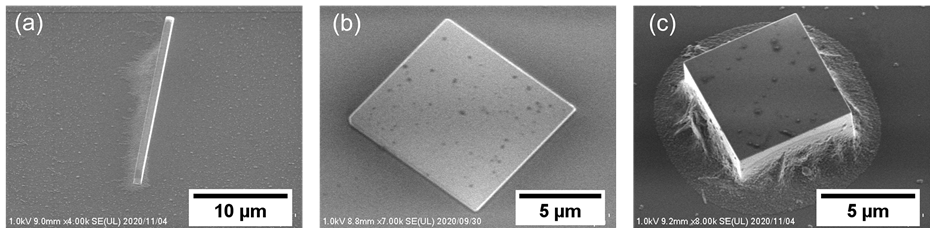 (a)
10 µm
1.0kV 9.0mm x4.00k SE(UL) 2020/11/04
(b)
5 µm
1.0kV 8.8mm x7.00k SE(UL) 2020/09/30
(c)
5 µm
1.0kV 9.2mm x8.00k SE(UL) 2020/11/04